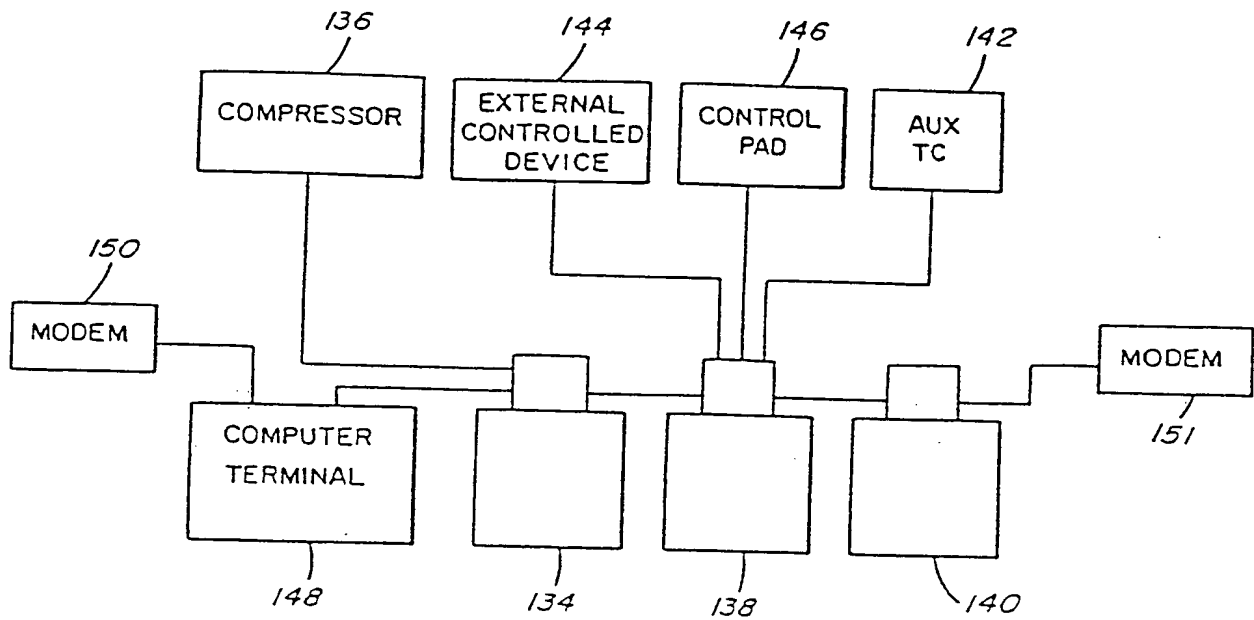 136
144
146
142
COMPRESSOR
EXTERNAL
CONTROLLED
DEVICE
CONTROL
PAD
AUX
TC
150
MODEM
MODEM
151
COMPUTER
TERMINAL
148
134
138
140